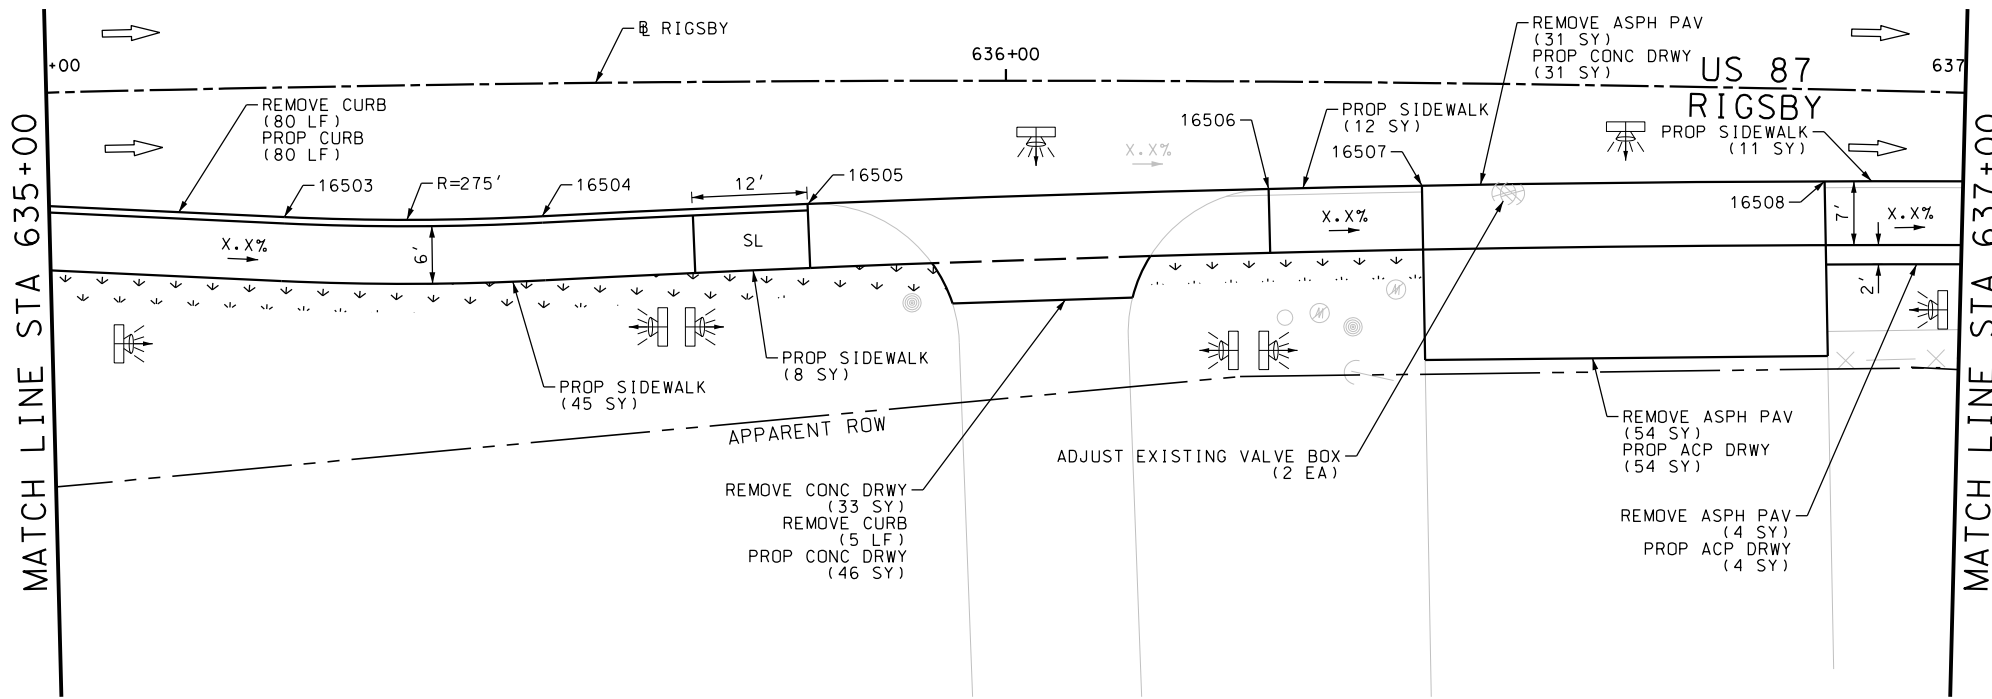 ℄ RIGSBY
636+00
REMOVE ASPH PAV
(31 SY)
PROP CONC DRWY
(31 SY)
US 87
RIGSBY
+00
637
REMOVE CURB
(80 LF)
PROP CURB
(80 LF)
16503
R=275'
16504
12'
16505
16506
PROP SIDEWALK
(12 SY)
16507
PROP SIDEWALK
(11 SY)
16508
X.X%
X.X%
6'
SL
X.X%
7'
X.X%
2'
MATCH LINE STA 635+00
MATCH LINE STA 637+00
PROP SIDEWALK
(8 SY)
PROP SIDEWALK
(45 SY)
APPARENT ROW
REMOVE CONC DRWY
(33 SY)
REMOVE CURB
(5 LF)
PROP CONC DRWY
(46 SY)
ADJUST EXISTING VALVE BOX
(2 EA)
REMOVE ASPH PAV
(54 SY)
PROP ACP DRWY
(54 SY)
REMOVE ASPH PAV
(4 SY)
PROP ACP DRWY
(4 SY)